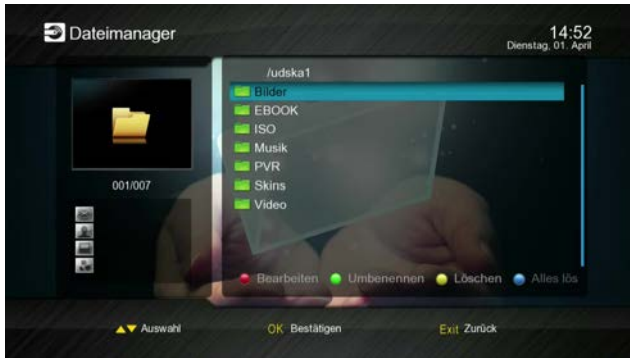 Dateimanager
14:52
Dienstag, 01. April
/udska1
Bilder
EBOOK
ISO
Musik
PVR
Skins
Video
001/007
Bearbeiten Umbenennen Löschen Alles lös
Auswahl OK Bestätigen Exit Zurück